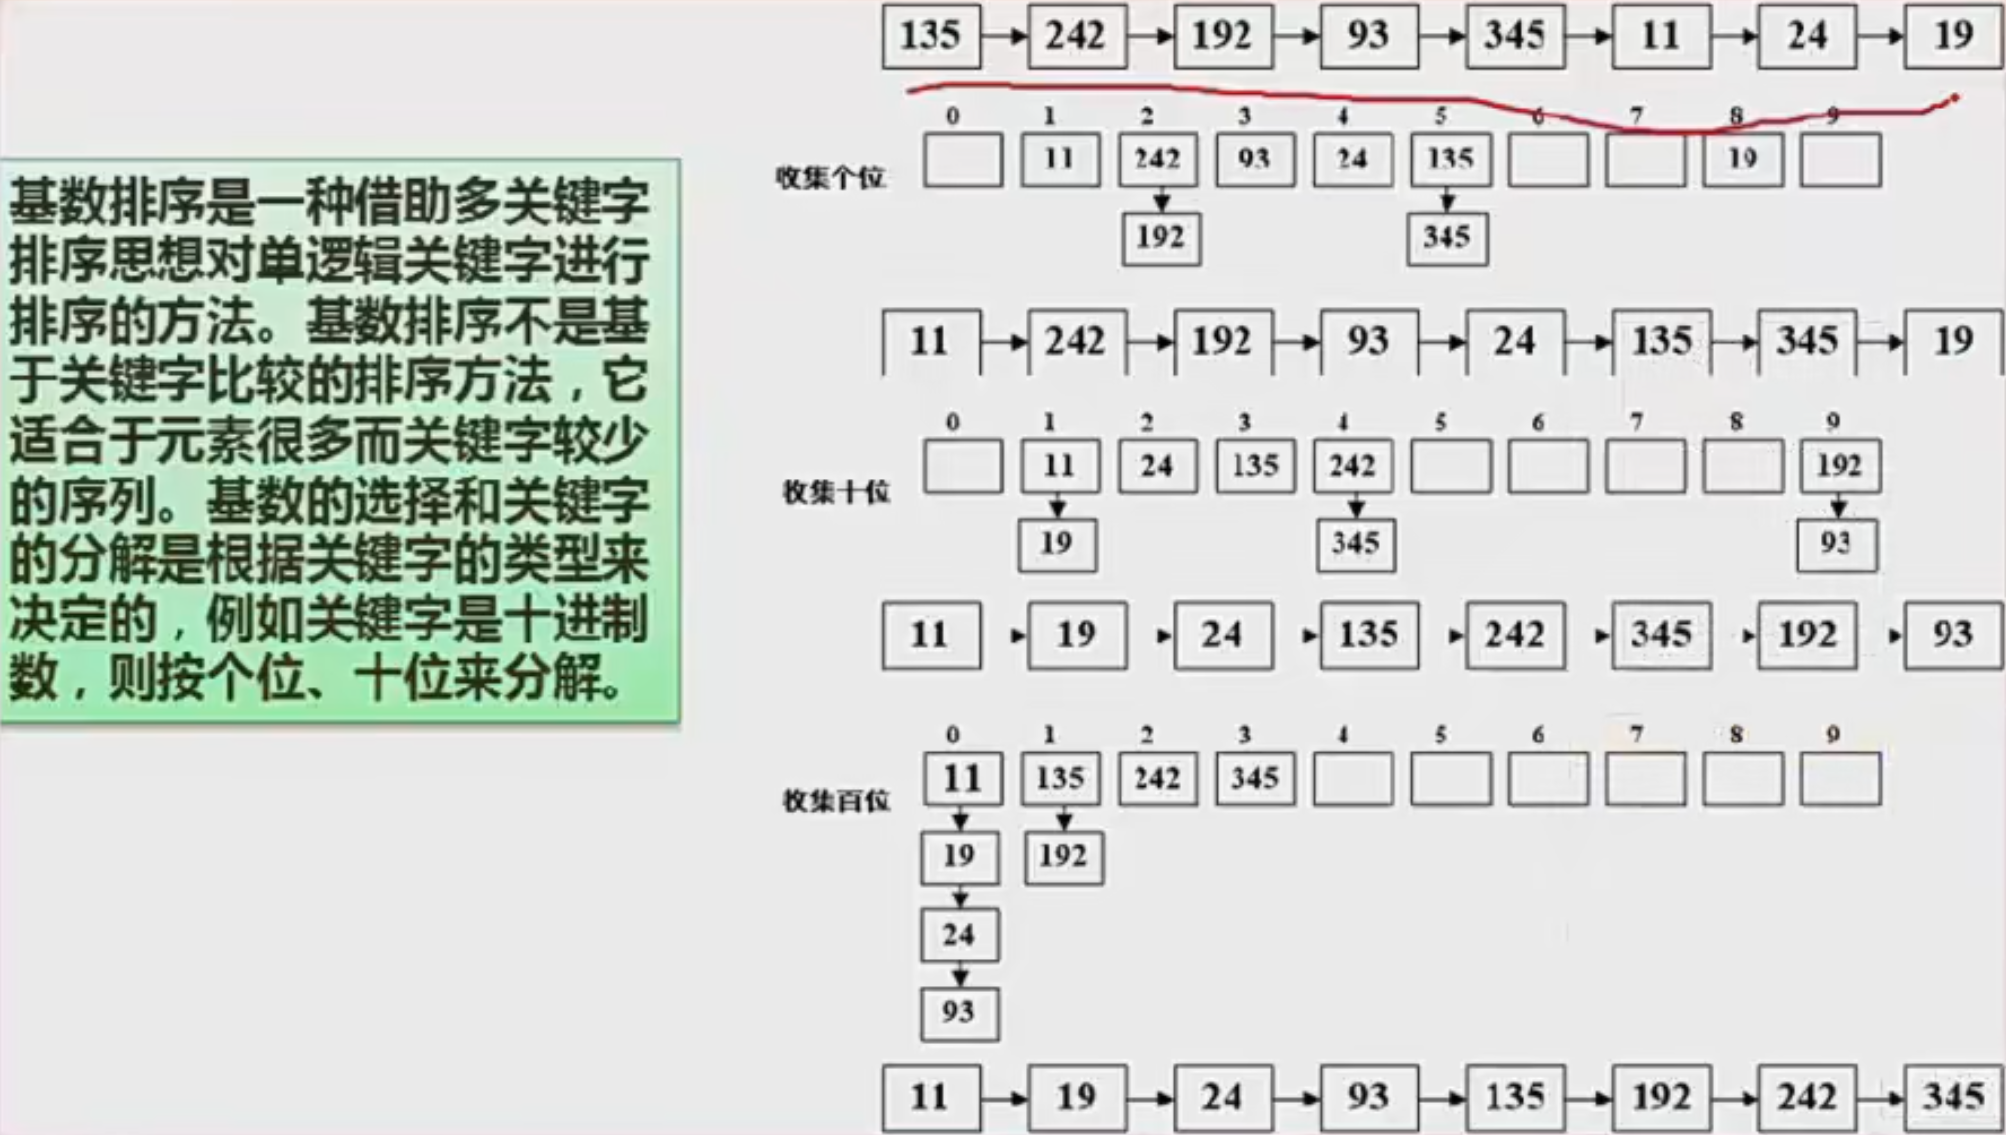 基数排序是一种借助多关键字
排序思想对单逻辑关键字进行
排序的方法。基数排序不是基
于关键字比较的排序方法，它
适合于元素很多而关键字较少
的序列。基数的选择和关键字
的分解是根据关键字的类型来
决定的，例如关键字是十进制
数，则按个位、十位来分解。
135 242 192 93 345 11 24 19
0 1 2 3 4 5 6 7 8 9
收集个位 11 242 93 24 135 19
192 345
11 242 192 93 24 135 345 19
0 1 2 3 4 5 6 7 8 9
收集十位 11 24 135 242 192
19 345 93
11 19 24 135 242 345 192 93
0 1 2 3 4 5 6 7 8 9
收集百位 11 135 242 345
19 192
24
93
11 19 24 93 135 192 242 345